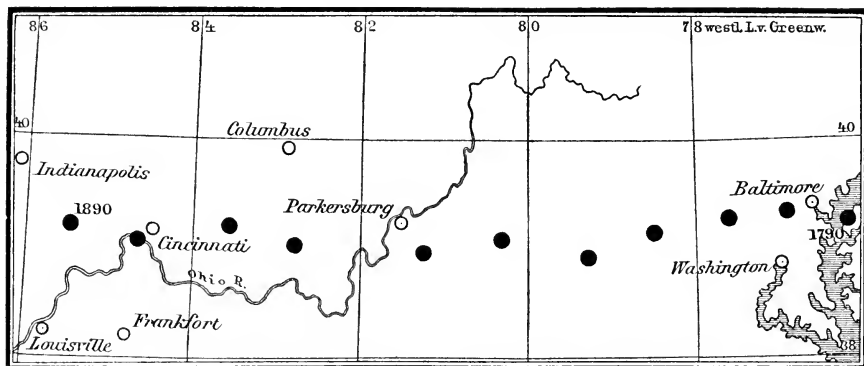 86 84 82 80 78 westl. L. v. Greenw.
40 Columbus 40
Indianapolis
Baltimore
1890 Parkersburg
1790
Cincinnati
Washington
Ohio R.
Frankfort
Louisville 38